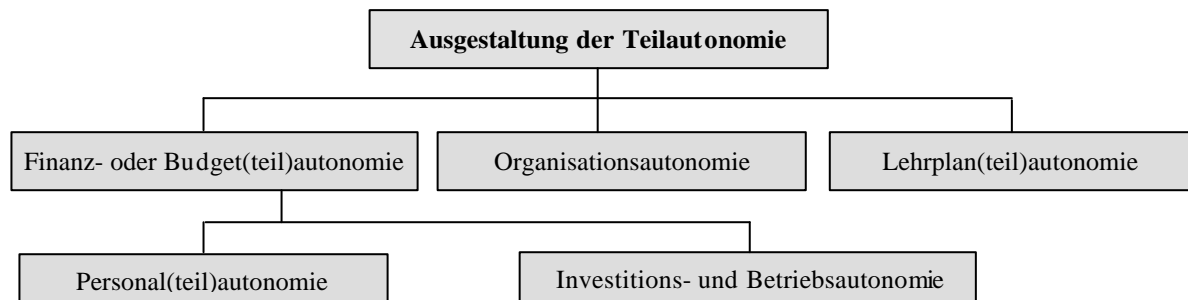 Ausgestaltung der Teilautonomie
Finanz- oder Budget(teil)autonomie
Organisationsautonomie
Lehrplan(teil)autonomie
Personal(teil)autonomie
Investitions- und Betriebsautonomie